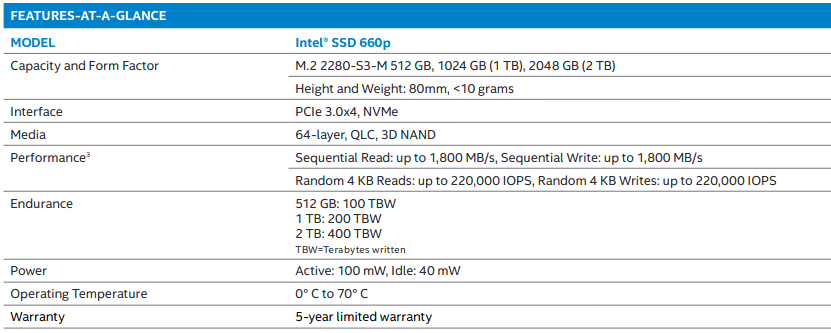 FEATURES-AT-A-GLANCE
MODEL Intel® SSD 660p
Capacity and Form Factor M.2 2280-S3-M 512 GB, 1024 GB (1 TB), 2048 GB (2 TB)
Height and Weight: 80mm, <10 grams
Interface PCIe 3.0x4, NVMe
Media 64-layer, QLC, 3D NAND
Performance³ Sequential Read: up to 1,800 MB/s, Sequential Write: up to 1,800 MB/s
Random 4 KB Reads: up to 220,000 IOPS, Random 4 KB Writes: up to 220,000 IOPS
Endurance 512 GB: 100 TBW
1 TB: 200 TBW
2 TB: 400 TBW
TBW=Terabytes written
Power Active: 100 mW, Idle: 40 mW
Operating Temperature 0° C to 70° C
Warranty 5-year limited warranty